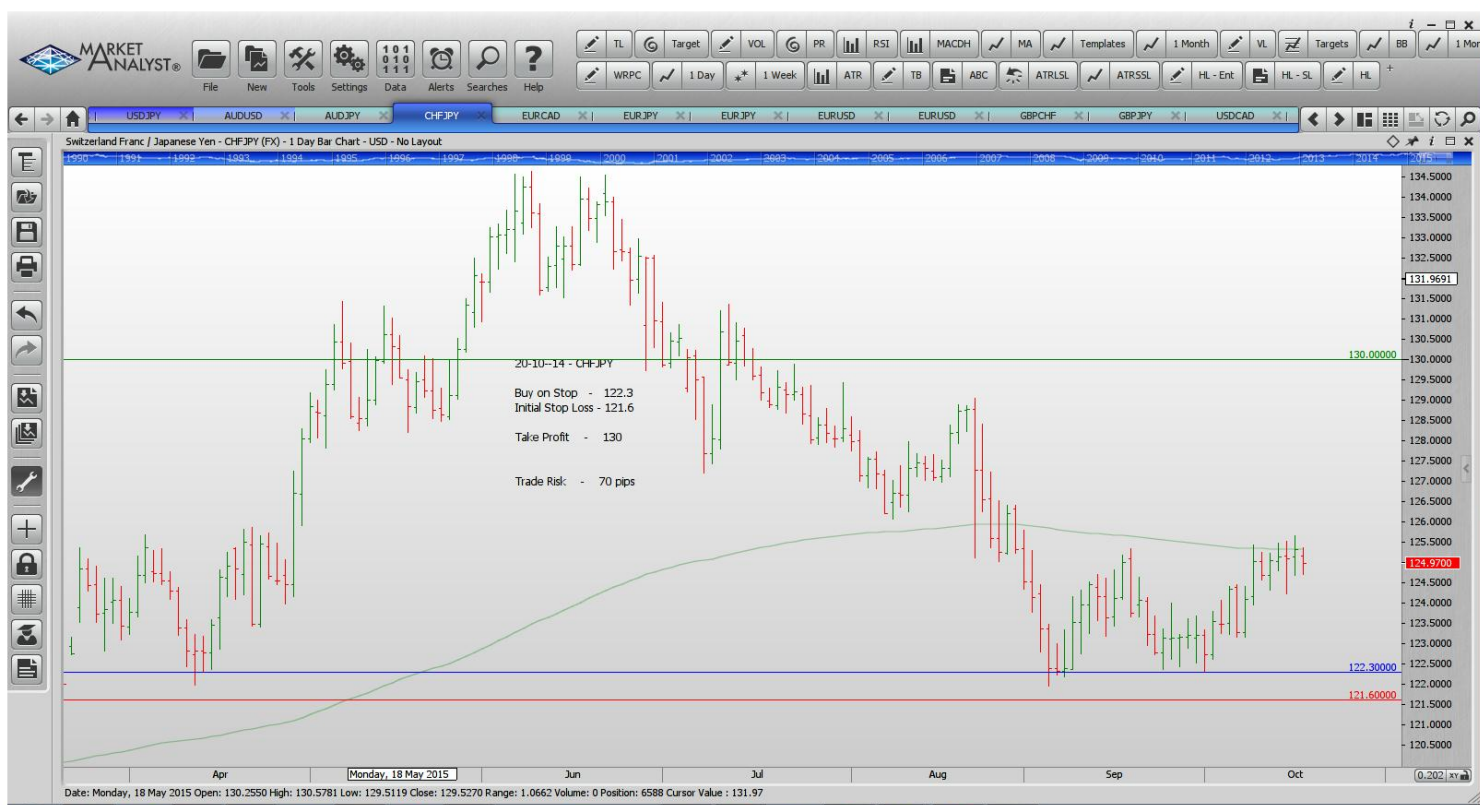 i
MARKET
ANALYST®
File New Tools Settings Data Alerts Searches Help
TL Target VOL PR RSI MACDH MA Templates 1 Month VL Targets BB 1 Mor
WRPC 1 Day 1 Week ATR TB ABC ATRLSL ATRSSL HL - Ent HL - SL HL +
USDJPY AUDUSD AUDJPY CHFJPY EURCAD EURJPY EURJPY EURUSD EURUSD GBPCHF GBPJPY USDCAD
Switzerland Franc / Japanese Yen - CHFJPY (FX) - 1 Day Bar Chart - USD - No Layout
1990 1991 1992 1993 1994 1995 1996 1997 1998 1999 2000 2001 2002 2003 2004 2005 2006 2007 2008 2009 2010 2011 2012 2013 2014 2015
134.5000
134.0000
133.5000
133.0000
132.5000
131.9691
131.5000
131.0000
130.5000
130.00000
130.0000
20-10--14 - CHFJPY
129.5000
Buy on Stop - 122.3
129.0000
Initial Stop Loss - 121.6
128.5000
Take Profit - 130
128.0000
127.5000
Trade Risk - 70 pips
127.0000
126.5000
126.0000
125.5000
124.9700
124.5000
124.0000
123.5000
123.0000
122.30000
122.5000
122.0000
121.60000
121.5000
121.0000
120.5000
Apr Monday, 18 May 2015 Jun Jul Aug Sep Oct 0.202 XY
Date: Monday, 18 May 2015 Open: 130.2550 High: 130.5781 Low: 129.5119 Close: 129.5270 Range: 1.0662 Volume: 0 Position: 6588 Cursor Value : 131.97